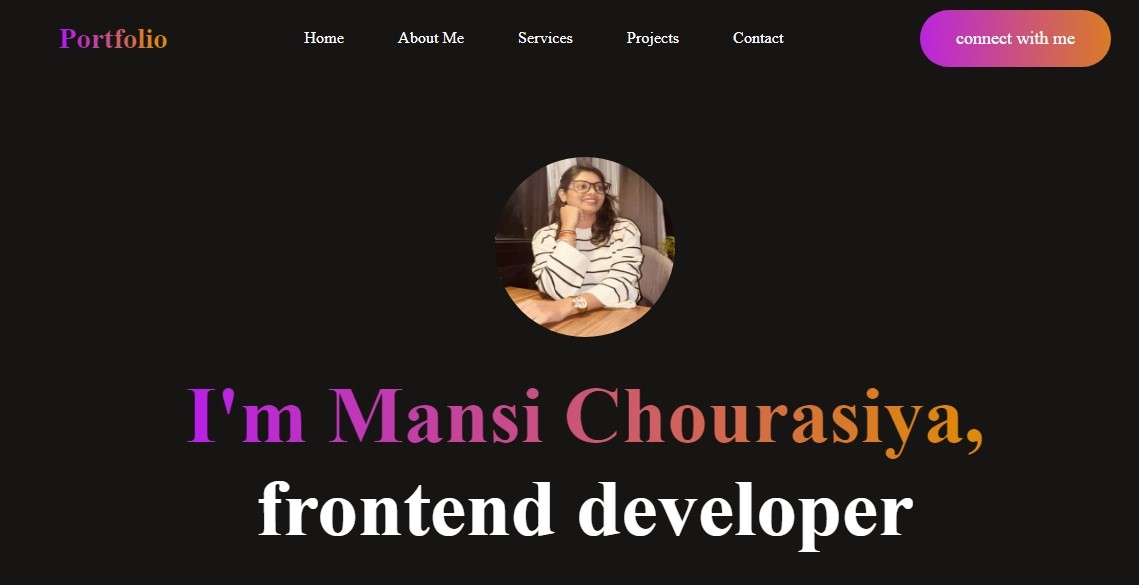 Portfolio
Home About Me Services Projects Contact
connect with me
I'm Mansi Chourasiya,
frontend developer